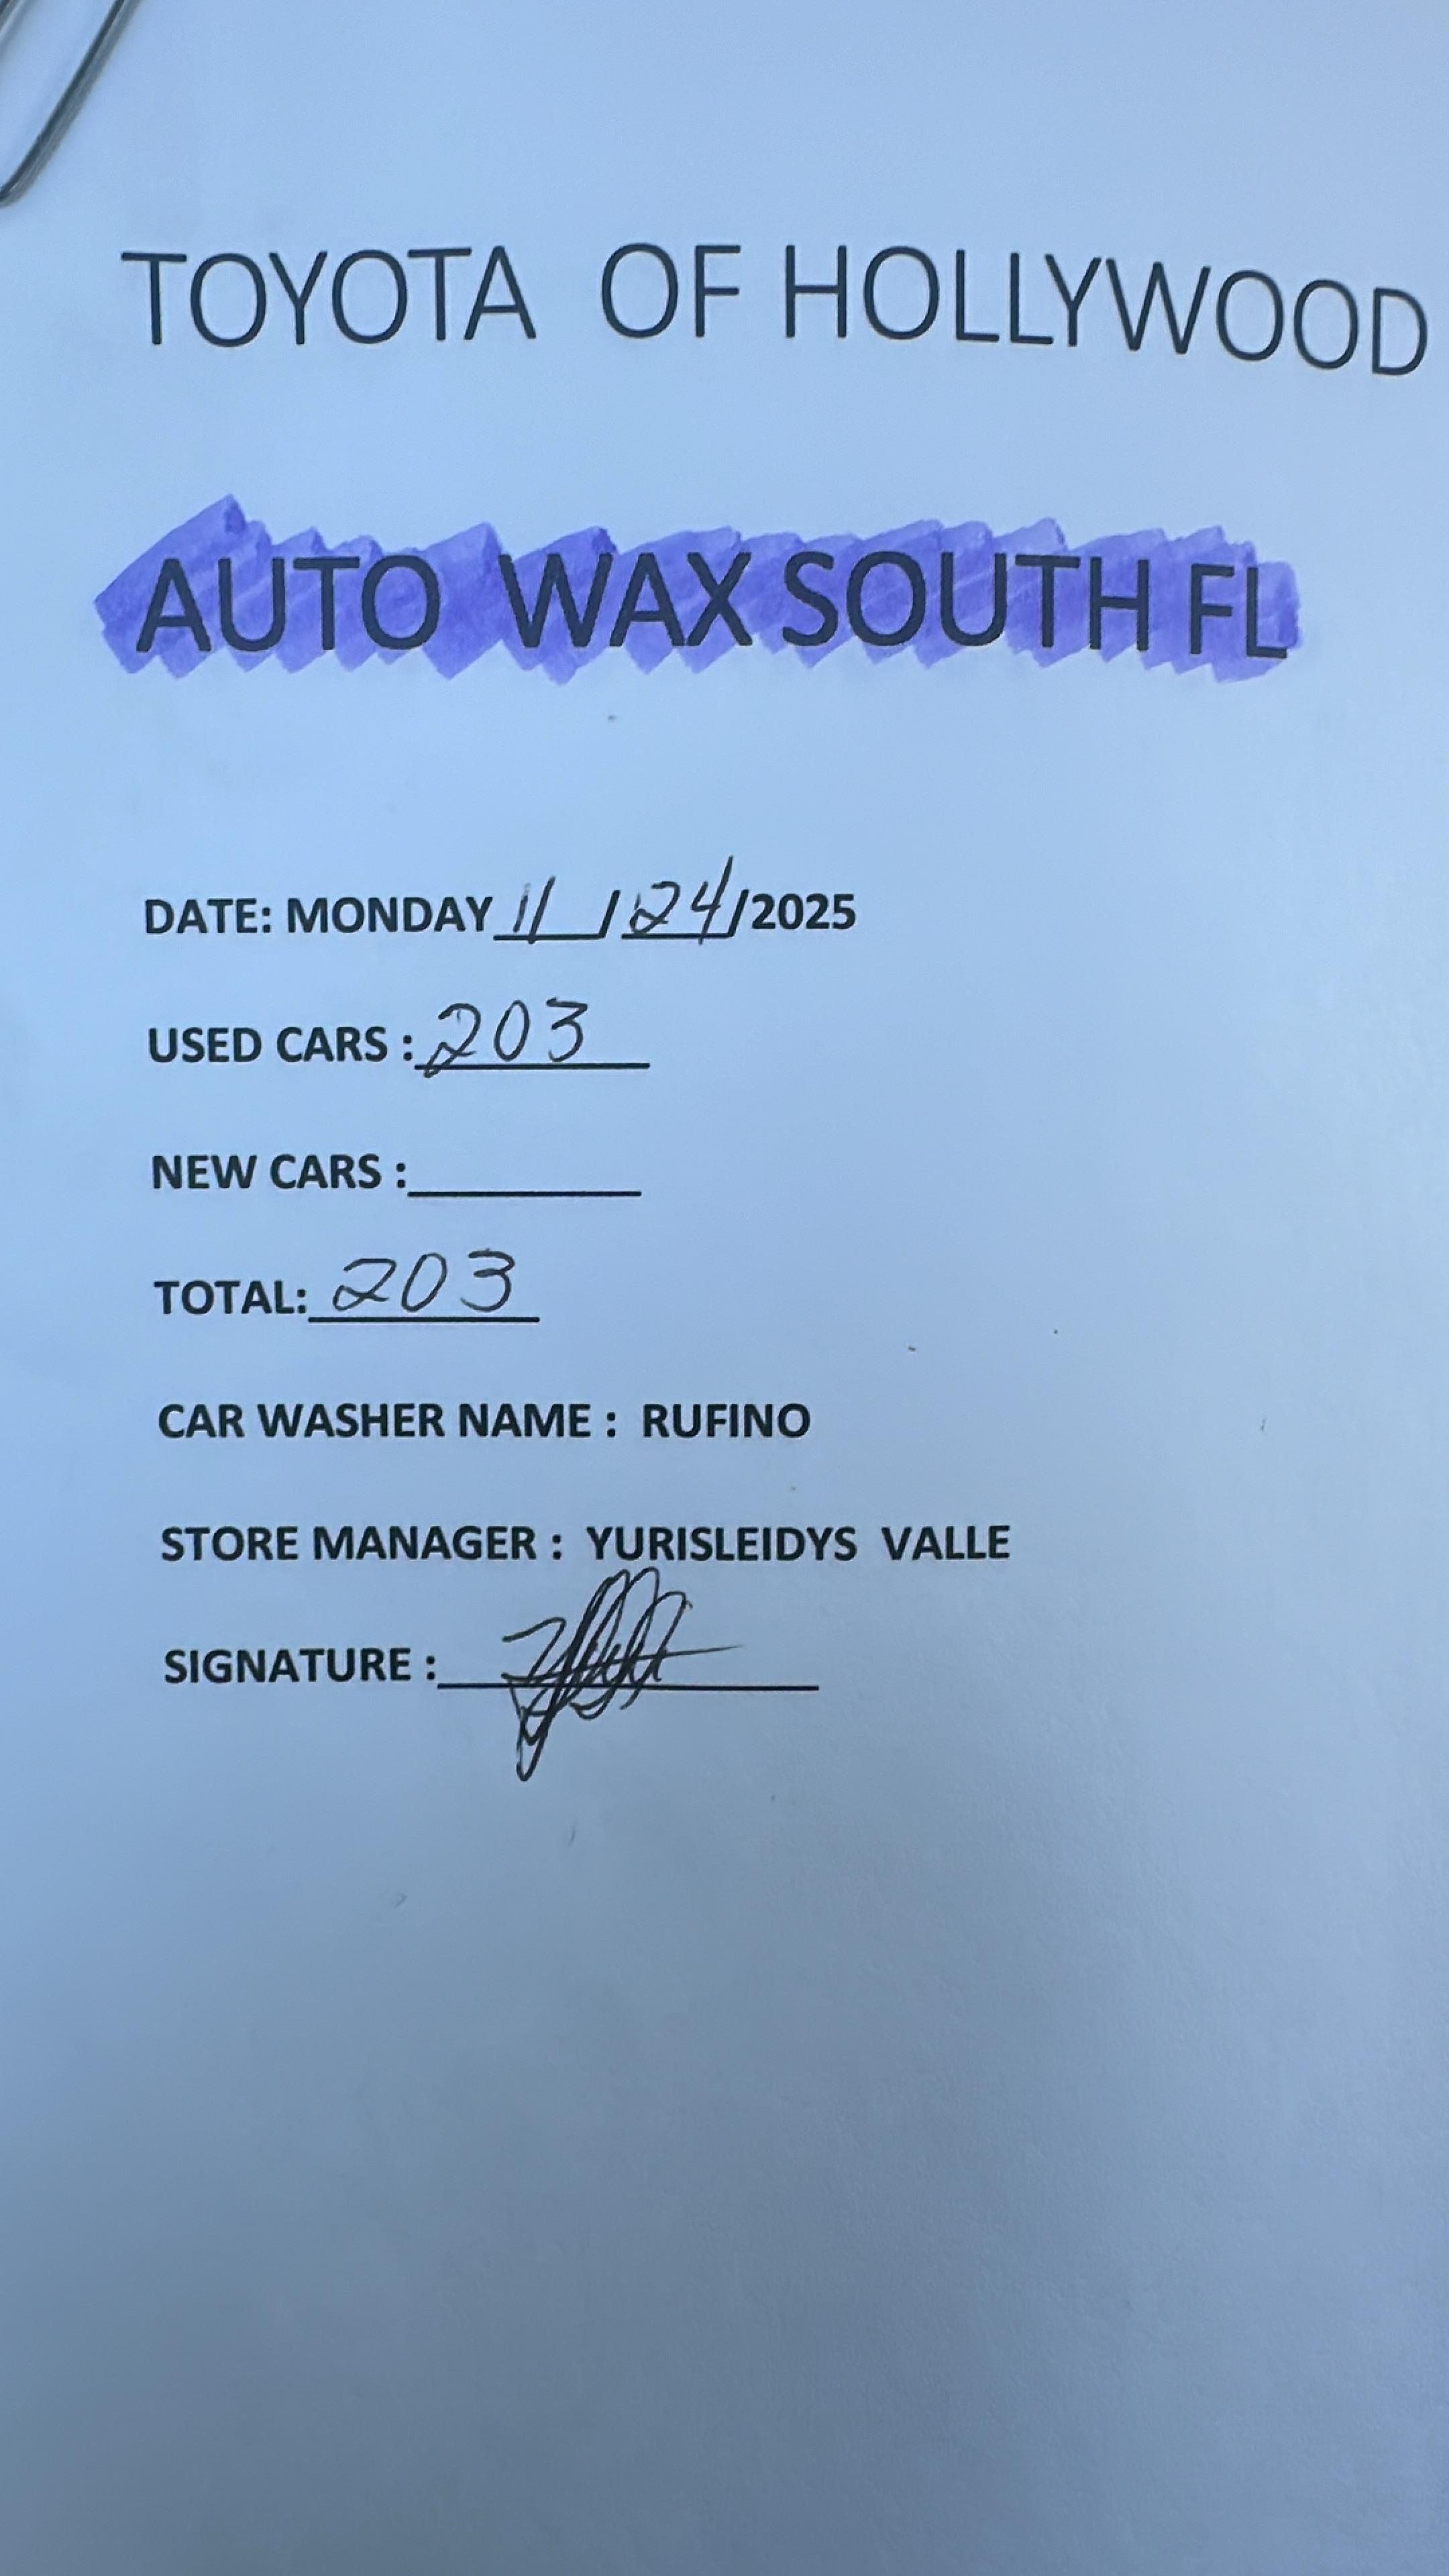 TOYOTA OF HOLLYWOOD
AUTO WAX SOUTH FL
DATE: MONDAY 11 / 24/2025
USED CARS : 203
NEW CARS :
TOTAL: 203
CAR WASHER NAME : RUFINO
STORE MANAGER : YURISLEIDYS VALLE
SIGNATURE :